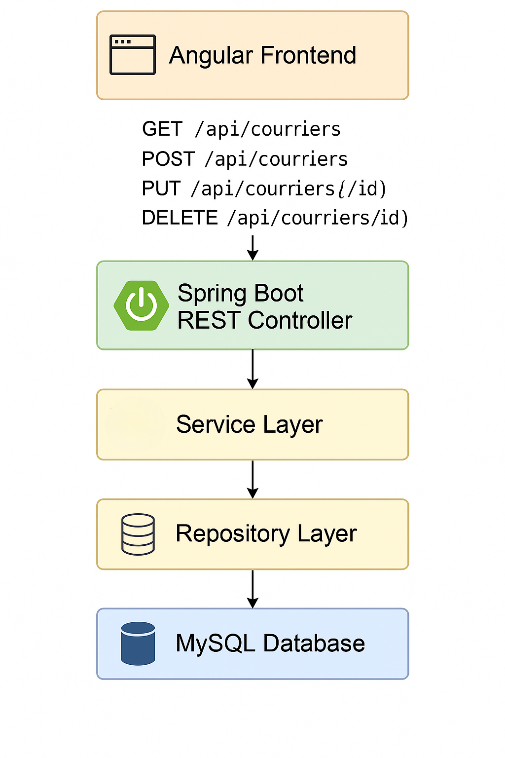 Angular Frontend
GET /api/courriers
POST /api/courriers
PUT /api/courriers(/id)
DELETE /api/courriers/id)
Spring Boot
REST Controller
Service Layer
Repository Layer
MySQL Database